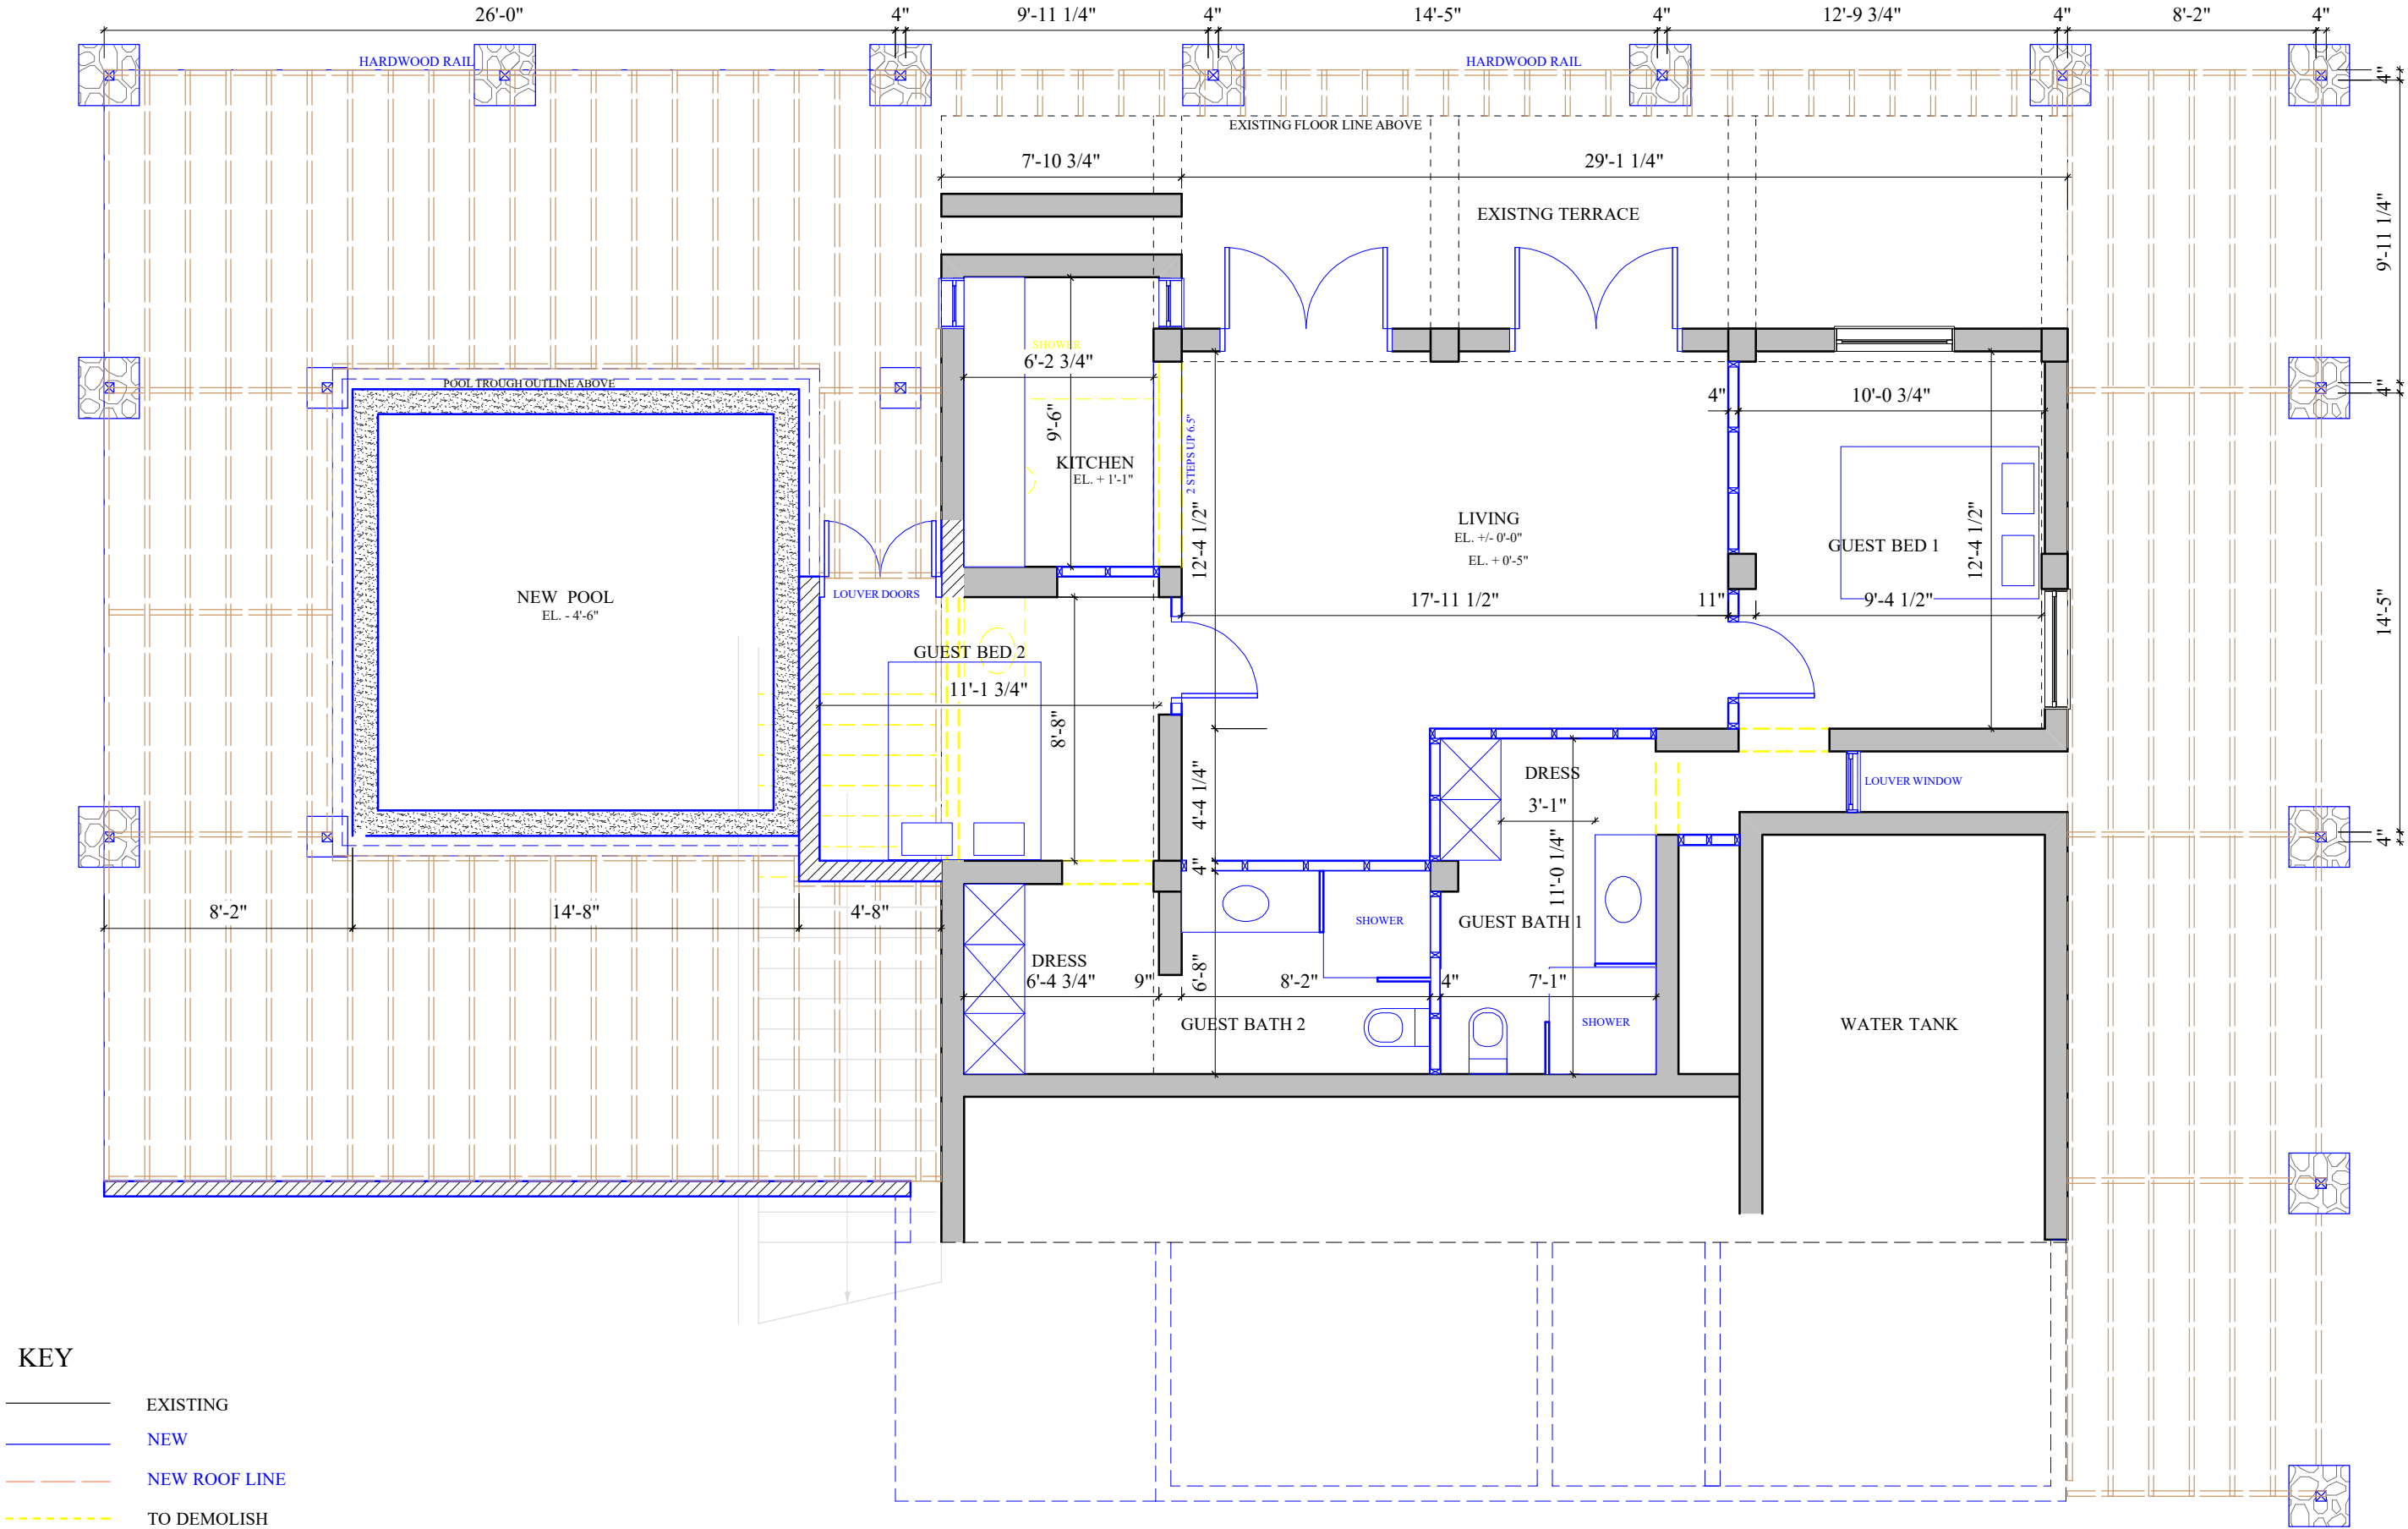 26'-0" 4" 9'-11 1/4" 4" 14'-5" 4" 12'-9 3/4" 4" 8'-2" 4"
HARDWOOD RAIL
HARDWOOD RAIL
4"
EXISTING FLOOR LINE ABOVE
7'-10 3/4"
29'-1 1/4"
EXISTNG TERRACE
9'-11 1/4"
SHOWER
6'-2 3/4"
POOL TROUGH OUTLINE ABOVE
4"
10'-0 3/4"
4"
9'-6"
2 STEPS UP 6.5"
KITCHEN
EL. + 1'-1"
LIVING
EL. +/- 0'-0"
EL. + 0'-5"
12'-4 1/2"
GUEST BED 1
12'-4 1/2"
NEW POOL
EL. - 4'-6"
LOUVER DOORS
17'-11 1/2"
11"
9'-4 1/2"
14'-5"
GUEST BED 2
11'-1 3/4"
8'-8"
4'-4 1/4"
DRESS
3'-1"
LOUVER WINDOW
11'-0 1/4"
4"
4"
8'-2"
14'-8"
4'-8"
SHOWER
GUEST BATH 1
DRESS
6'-4 3/4"
9"
6'-8"
8'-2"
4"
7'-1"
GUEST BATH 2
SHOWER
WATER TANK
KEY
EXISTING
NEW
NEW ROOF LINE
TO DEMOLISH